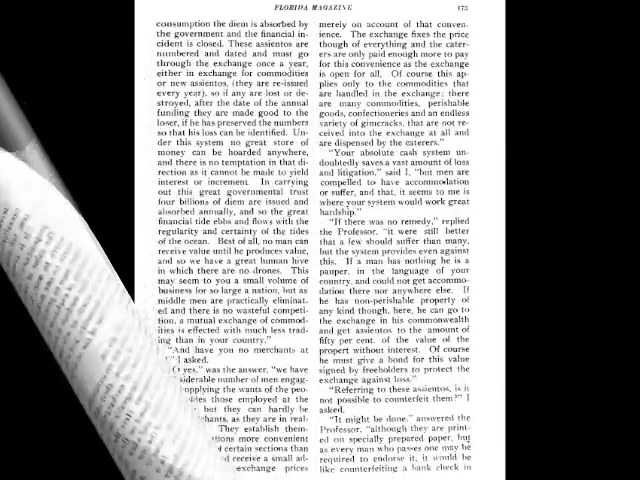 FLORIDA MAGAZINE 173
consumption the diem is absorbed by
the government and the financial in-
cident is closed. These assientos are
numbered and dated and must go
through the exchange once a year,
either in exchange for commodities
or new assientos, (they are re-issued
every year), so if any are lost or de-
stroyed, after the date of the annual
funding they are made good to the
loser, if he has preserved the numbers
so that his loss can be identified. Un-
der this system no great store of
money can be hoarded anywhere,
and there is no temptation in that di-
rection as it cannot be made to yield
interest or increment. In carrying
out this great governmental trust
four billions of diem are issued and
absorbed annually, and so the great
financial tide ebbs and flows with the
regularity and certainty of the tides
of the ocean. Best of all, no man can
receive value until he produces value,
and so we have a great human hive
in which there are no drones. This
may seem to you a small volume of
business for so large a nation, but as
middle men are practically eliminat-
ed and there is no wasteful competi-
tion, a mutual exchange of commod-
ities is effected with much less trad-
ing than in your country."
"And have you no merchants at
I asked.
yes," was the answer, "we have
siderable number of men engag-
upplying the wants of the peo-
ides those employed at the
but they can hardly be
chants, as they are in real-
They establish them-
tions more convenient
f certain sections than
d receive a small ad-
exchange prices
merely on account of that conven-
ience. The exchange fixes the price
though of everything and the cater-
ers are only paid enough more to pay
for this convenience as the exchange
is open for all. Of course this ap-
plies only to the commodities that
are handled in the exchange; there
are many commodities, perishable
goods, confectioneries and an endless
variety of gimcracks, that are not re-
ceived into the exchange at all and
are dispensed by the caterers."
"Your absolute cash system un-
doubtedly saves a vast amount of loss
and litigation," said I, "but men are
compelled to have accommodation
or suffer, and that, it seems to me is
where your system would work great
hardship."
"If there was no remedy," replied
the Professor, "it were still better
that a few should suffer than many,
but the system provides even against
this. If a man has nothing he is a
pauper, in the language of your
country, and could not get accommo-
dation there nor anywhere else. If
he has non-perishable property of
any kind though, here, he can go to
the exchange in his commonwealth
and get assientos to the amount of
fifty per cent. of the value of the
propert without interest. Of course
he must give a bond for this value
signed by freeholders to protect the
exchange against loss."
"Referring to these assientos, is it
not possible to counterfeit them?" I
asked.
"It might be done," answered the
Professor, "although they are print-
ed on specially prepared paper, but
as every man who passes one may be
required to endorse it, it would be
like counterfeiting a bank check in